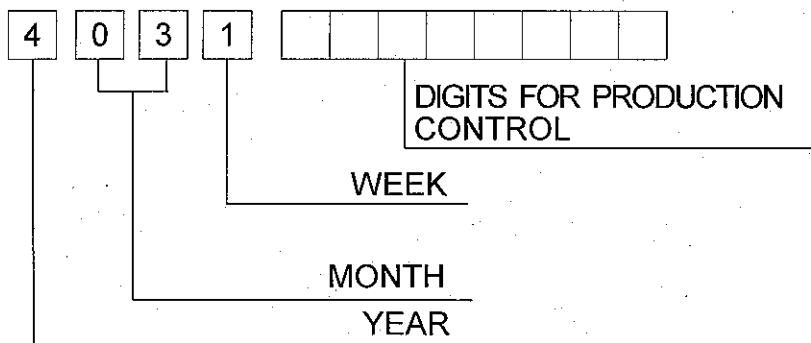 4 0 3 1
DIGITS FOR PRODUCTION
CONTROL
WEEK
MONTH
YEAR